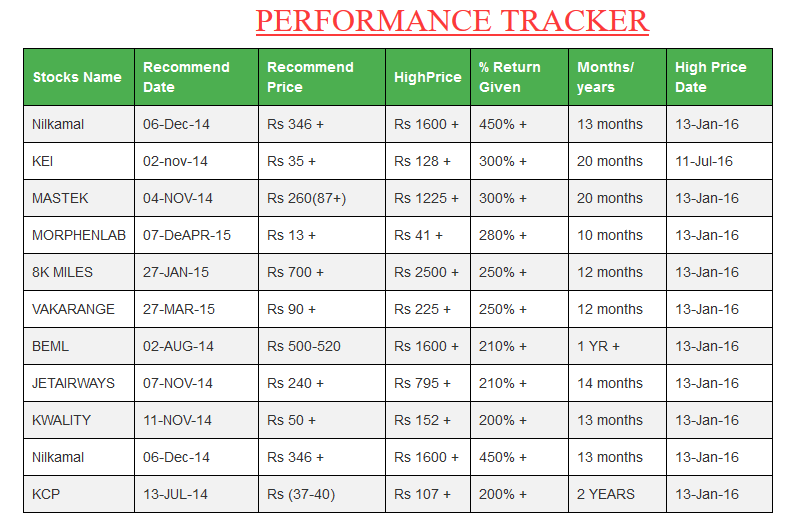 PERFORMANCE TRACKER
Stocks Name Recommend Date Recommend Price HighPrice % Return Given Months/ years High Price Date
Nilkamal 06-Dec-14 Rs 346 + Rs 1600 + 450% + 13 months 13-Jan-16
KEI 02-nov-14 Rs 35 + Rs 128 + 300% + 20 months 11-Jul-16
MASTEK 04-NOV-14 Rs 260(87+) Rs 1225 + 300% + 20 months 13-Jan-16
MORPHENLAB 07-DeAPR-15 Rs 13 + Rs 41 + 280% + 10 months 13-Jan-16
8K MILES 27-JAN-15 Rs 700 + Rs 2500 + 250% + 12 months 13-Jan-16
VAKARANGE 27-MAR-15 Rs 90 + Rs 225 + 250% + 12 months 13-Jan-16
BEML 02-AUG-14 Rs 500-520 Rs 1600 + 210% + 1 YR + 13-Jan-16
JETAIRWAYS 07-NOV-14 Rs 240 + Rs 795 + 210% + 14 months 13-Jan-16
KWALITY 11-NOV-14 Rs 50 + Rs 152 + 200% + 13 months 13-Jan-16
Nilkamal 06-Dec-14 Rs 346 + Rs 1600 + 450% + 13 months 13-Jan-16
KCP 13-JUL-14 Rs (37-40) Rs 107 + 200% + 2 YEARS 13-Jan-16